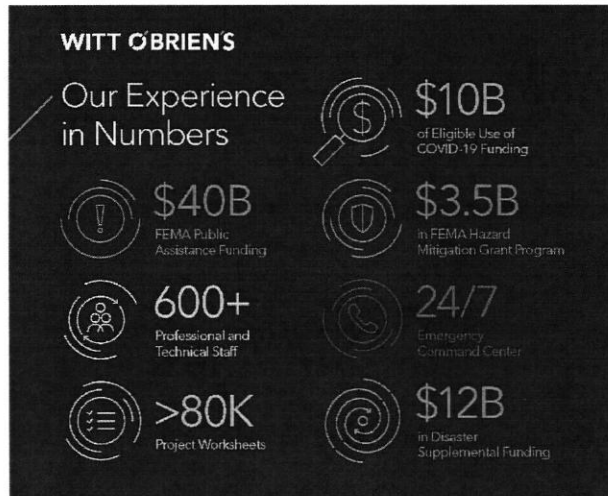 WITT O'BRIEN'S
Our Experience
in Numbers
$10B
of Eligible Use of
COVID-19 Funding
$40B
FEMA Public
Assistance Funding
$3.5B
in FEMA Hazard
Mitigation Grant Program
600+
Professional and
Technical Staff
24/7
Emergency
Command Center
>80K
Project Worksheets
$12B
in Disaster
Supplemental Funding